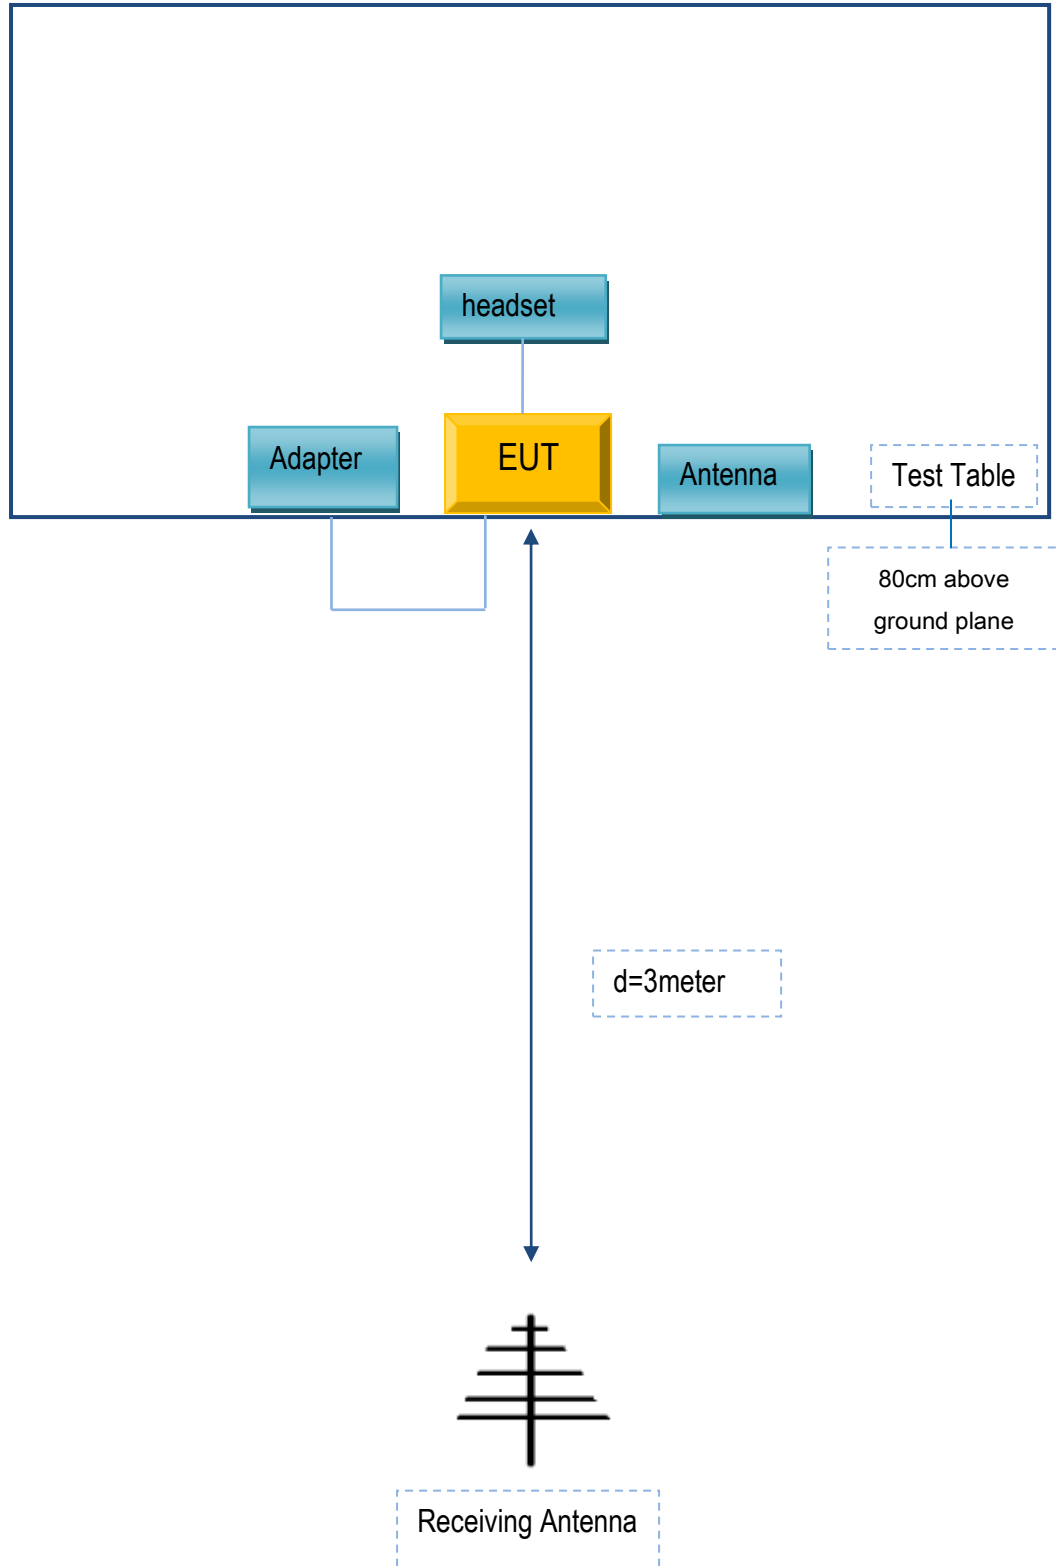 headset
Adapter
EUT
Antenna
Test Table
80cm above
ground plane
d=3meter
Receiving Antenna